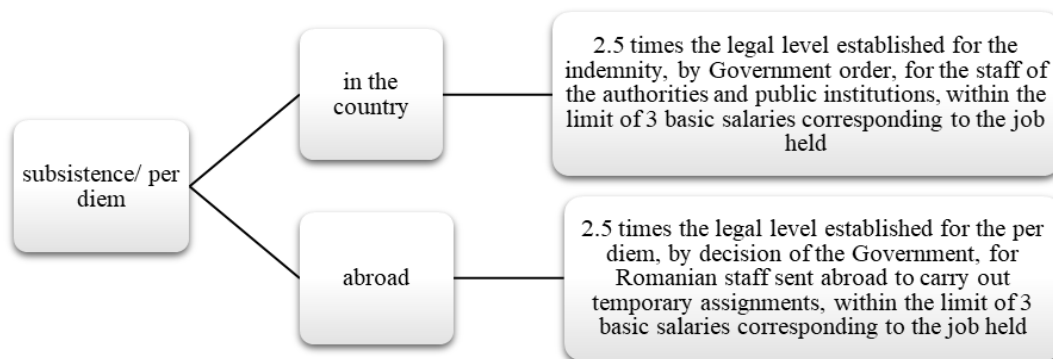 subsistence/ per
diem
in the
country
2.5 times the legal level established for the
indemnity, by Government order, for the staff of
the authorities and public institutions, within the
limit of 3 basic salaries corresponding to the job
held
abroad
2.5 times the legal level established for the per
diem, by decision of the Government, for
Romanian staff sent abroad to carry out
temporary assignments, within the limit of 3
basic salaries corresponding to the job held